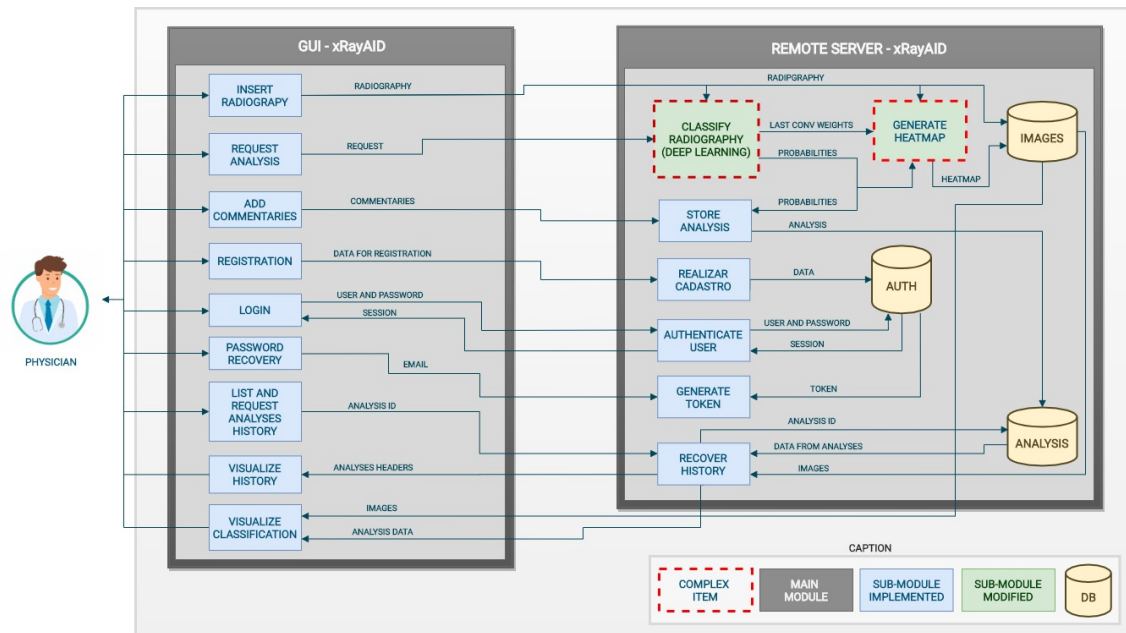 GUI - xRayAID
REMOTE SERVER - xRayAID
INSERT
RADIOGRAPY
RADIOGRAPHY
RADIPGRAPHY
REQUEST
ANALYSIS
REQUEST
CLASSIFY
RADIOGRAPHY
(DEEP LEARNING)
LAST CONV WEIGHTS
PROBABILITIES
GENERATE
HEATMAP
HEATMAP
IMAGES
ADD
COMMENTARIES
COMMENTARIES
STORE
ANALYSIS
PROBABILITIES
ANALYSIS
REGISTRATION
DATA FOR REGISTRATION
REALIZAR
CADASTRO
DATA
AUTH
LOGIN
USER AND PASSWORD
SESSION
AUTHENTICATE
USER
USER AND PASSWORD
SESSION
PHYSICIAN
PASSWORD
RECOVERY
EMAIL
GENERATE
TOKEN
TOKEN
LIST AND
REQUEST
ANALYSES
HISTORY
ANALYSIS ID
ANALYSIS ID
RECOVER
HISTORY
DATA FROM ANALYSES
IMAGES
ANALYSIS
VISUALIZE
HISTORY
ANALYSES HEADERS
VISUALIZE
CLASSIFICATION
IMAGES
ANALYSIS DATA
CAPTION
COMPLEX
ITEM
MAIN
MODULE
SUB-MODULE
IMPLEMENTED
SUB-MODULE
MODIFIED
DB